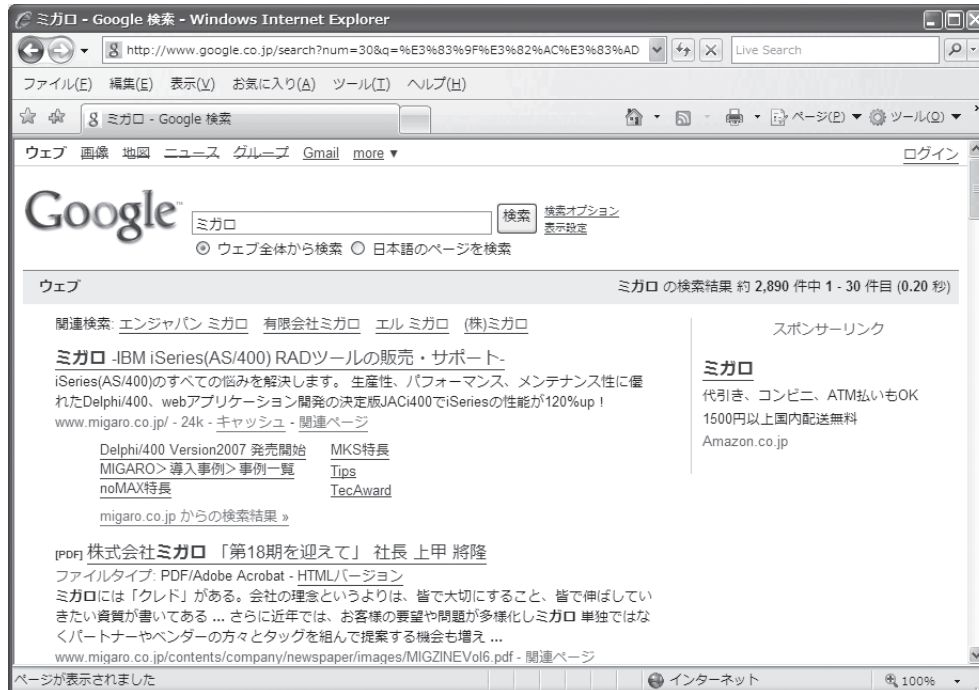 ミガロ - Google 検索 - Windows Internet Explorer
http://www.google.co.jp/search?num=30&q=%E3%83%9F%E3%82%AC%E3%83%AD
Live Search
ファイル(F) 編集(E) 表示(V) お気に入り(A) ツール(T) ヘルプ(H)
ミガロ - Google 検索
ページ(P) ツール(O)
ウェブ 画像 地図 ニュース グループ Gmail more ▼
ログイン
Google™
ミガロ
検索
検索オプション
表示設定
ウェブ全体から検索 日本語のページを検索
ウェブ
ミガロ の検索結果 約 2,890 件中 1 - 30 件目 (0.20 秒)
関連検索: エンジャパン ミガロ 有限会社ミガロ エル ミガロ (株)ミガロ
ミガロ -IBM iSeries(AS/400) RADツールの販売・サポート-
iSeries(AS/400)のすべての悩みを解決します。 生産性、パフォーマンス、メンテナンス性に優
れたDelphi/400、webアプリケーション開発の決定版JACi400でiSeriesの性能が120%up！
www.migaro.co.jp/ - 24k - キャッシュ - 関連ページ
Delphi/400 Version2007 発売開始 MKS特長
MIGARO> 導入事例> 事例一覧 Tips
noMAX特長 TecAward
migaro.co.jp からの検索結果 »
[PDF] 株式会社ミガロ 「第18期を迎えて」 社長 上甲 將隆
ファイルタイプ: PDF/Adobe Acrobat - HTMLバージョン
ミガロには「クレド」がある。会社の理念というよりは、皆で大切にすること、皆で伸ばしてい
きたい資質が書いてある ... さらに近年では、お客様の要望や問題が多様化しミガロ 単独ではな
くパートナーやベンダーの方々とタッグを組んで提案する機会も増え ...
www.migaro.co.jp/contents/company/newspaper/images/MIGZINEVol6.pdf - 関連ページ
スポンサーリンク
ミガロ
代引き、コンビニ、ATM払いもOK
1500円以上国内配送無料
Amazon.co.jp
ページが表示されました
インターネット
100%